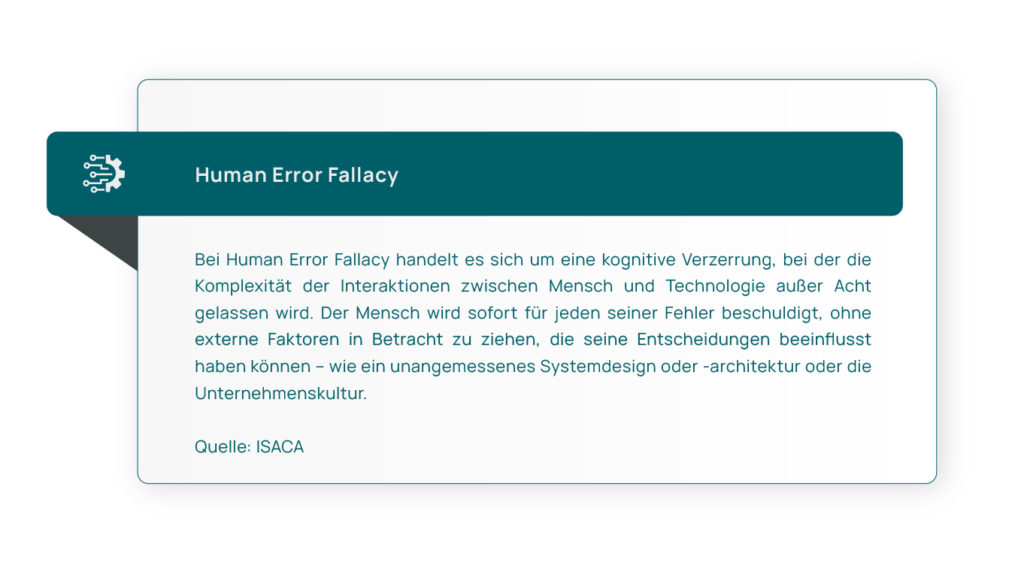 Human Error Fallacy
Bei Human Error Fallacy handelt es sich um eine kognitive Verzerrung, bei der die
Komplexität der Interaktionen zwischen Mensch und Technologie außer Acht
gelassen wird. Der Mensch wird sofort für jeden seiner Fehler beschuldigt, ohne
externe Faktoren in Betracht zu ziehen, die seine Entscheidungen beeinflusst
haben können – wie ein unangemessenes Systemdesign oder -architektur oder die
Unternehmenskultur.
Quelle: ISACA